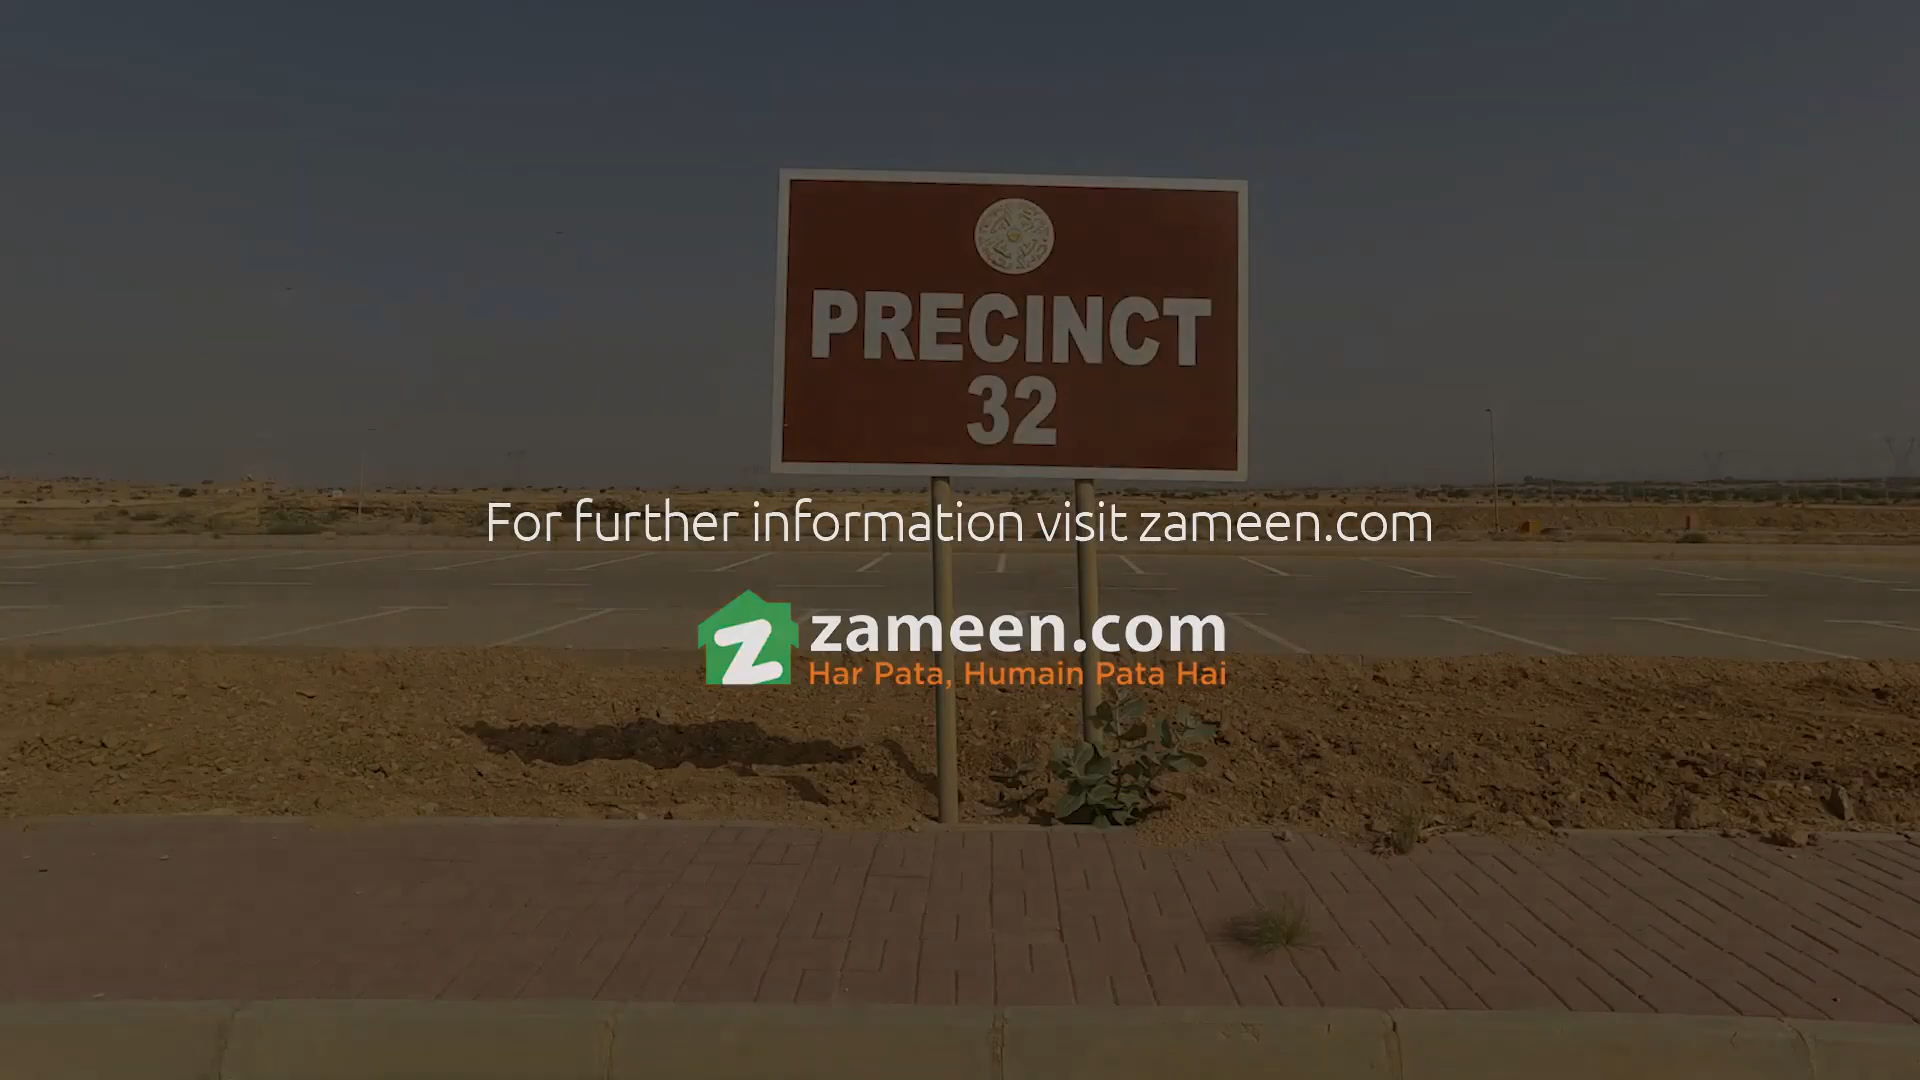 PRECINCT
32
For further information visit zameen.com
zameen.com
Har Pata, Humain Pata Hai